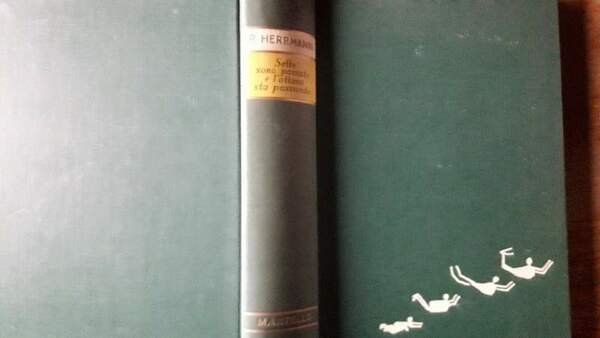 P. HERRMANN
Sette
sono passati
e l'ottavo
sta passando
MARTELLO